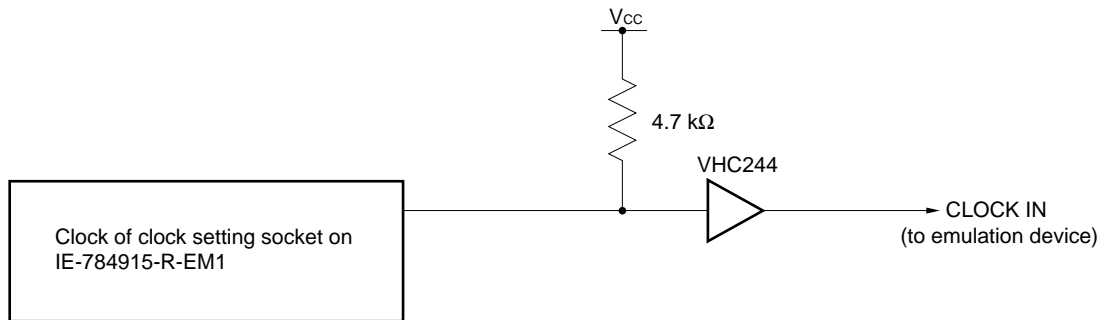 Vcc
4.7 kΩ
VHC244
Clock of clock setting socket on
IE-784915-R-EM1
CLOCK IN
(to emulation device)